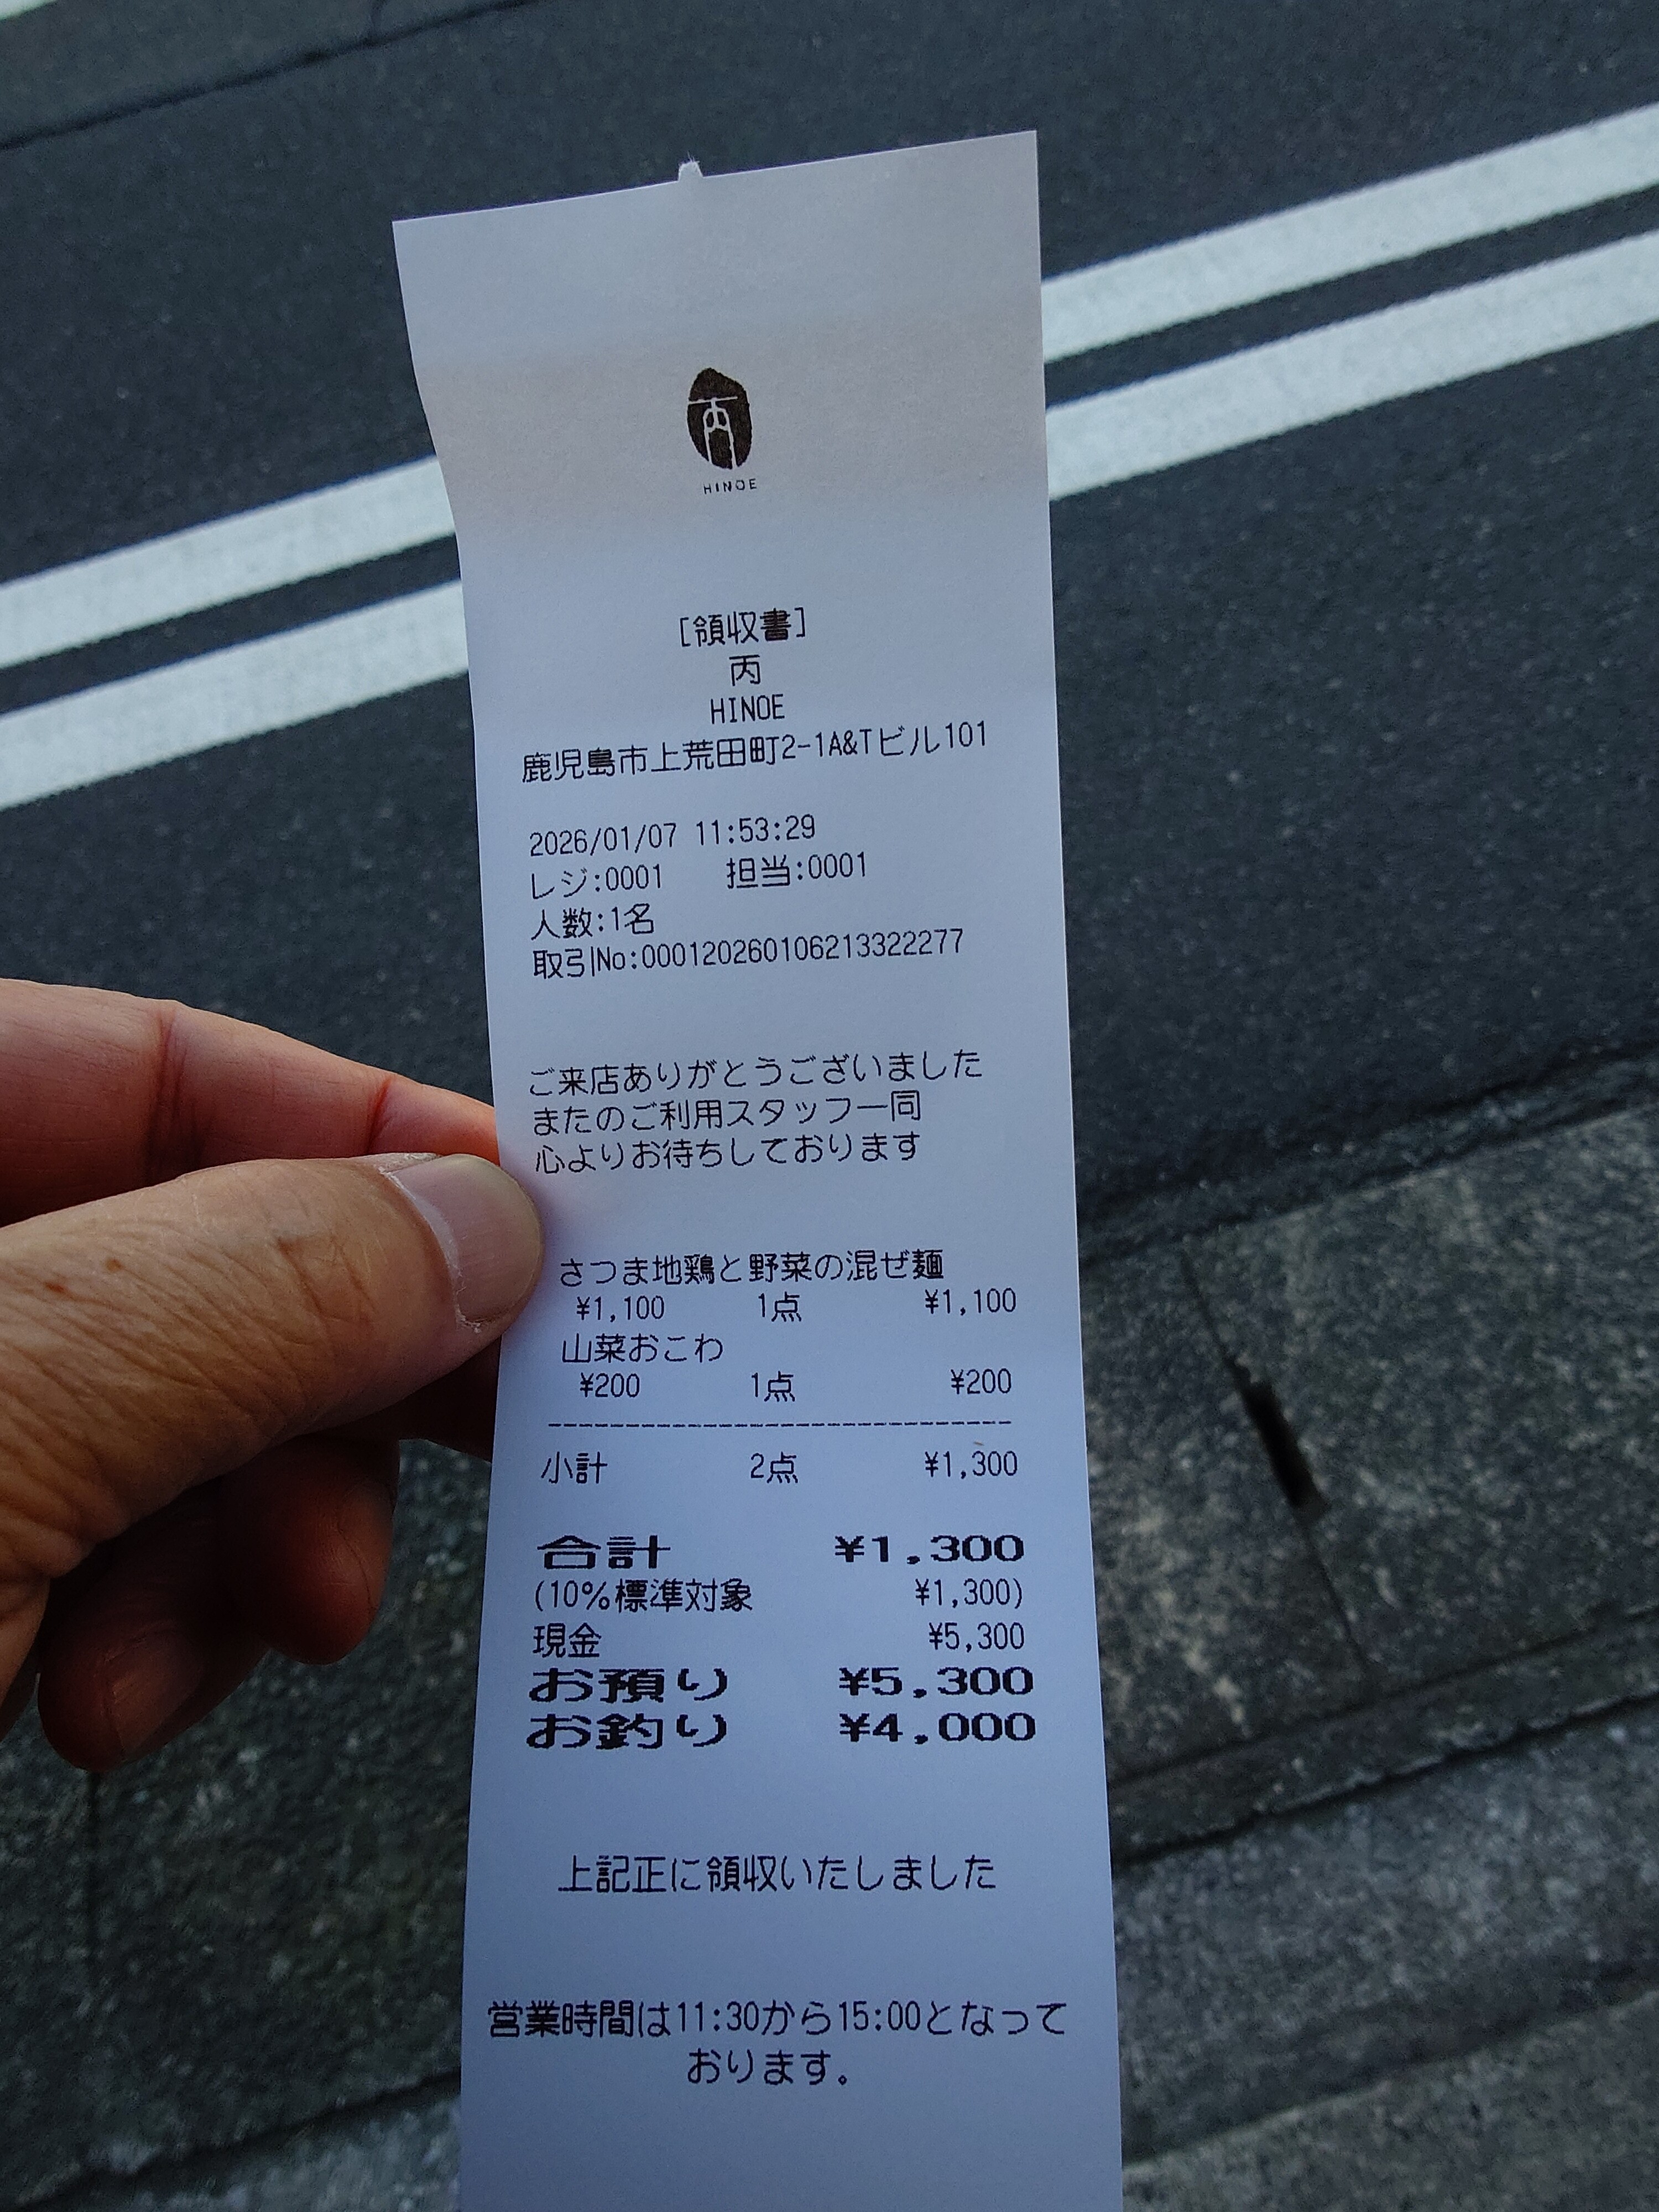 丙
HINOE
[領収書]
丙
HINOE
鹿児島市上荒田町2-1A&Tビル101
2026/01/07 11:53:29
レジ:0001 担当:0001
人数:1名
取引No:000120260106213322277
ご来店ありがとうございました
またのご利用スタッフ一同
心よりお待ちしております
さつま地鶏と野菜の混ぜ麺
¥1,100 1点 ¥1,100
山菜おこわ
¥200 1点 ¥200
小計 2点 ¥1,300
合計 ¥1,300
(10%標準対象 ¥1,300)
現金 ¥5,300
お預り ¥5,300
お釣り ¥4,000
上記正に領収いたしました
営業時間は11:30から15:00となって
おります。